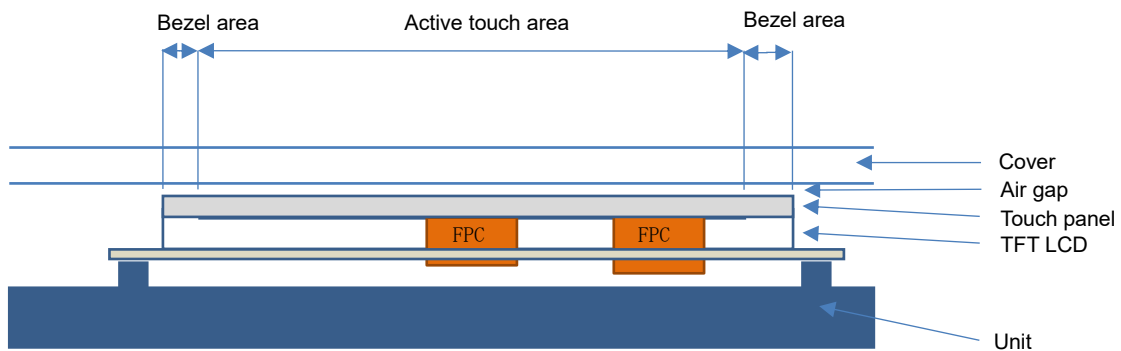 Bezel area
Active touch area
Bezel area
Cover
Air gap
Touch panel
FPC
FPC
TFT LCD
Unit